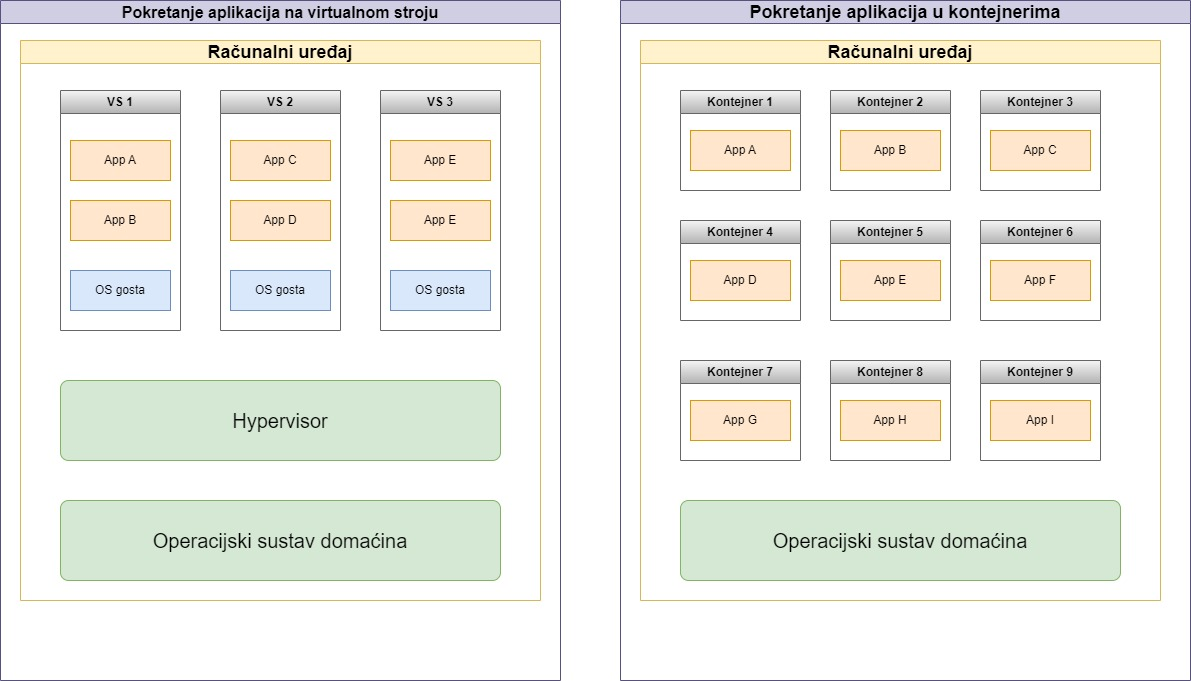 Pokretanje aplikacija na virtualnom stroju
Računalni uređaj
VS 1
VS 2
VS 3
App A
App C
App E
App B
App D
App E
OS gosta
OS gosta
OS gosta
Hypervisor
Operacijski sustav domaćina
Pokretanje aplikacija u kontejnerima
Računalni uređaj
Kontejner 1
Kontejner 2
Kontejner 3
App A
App B
App C
Kontejner 4
Kontejner 5
Kontejner 6
App D
App E
App F
Kontejner 7
Kontejner 8
Kontejner 9
App G
App H
App I
Operacijski sustav domaćina